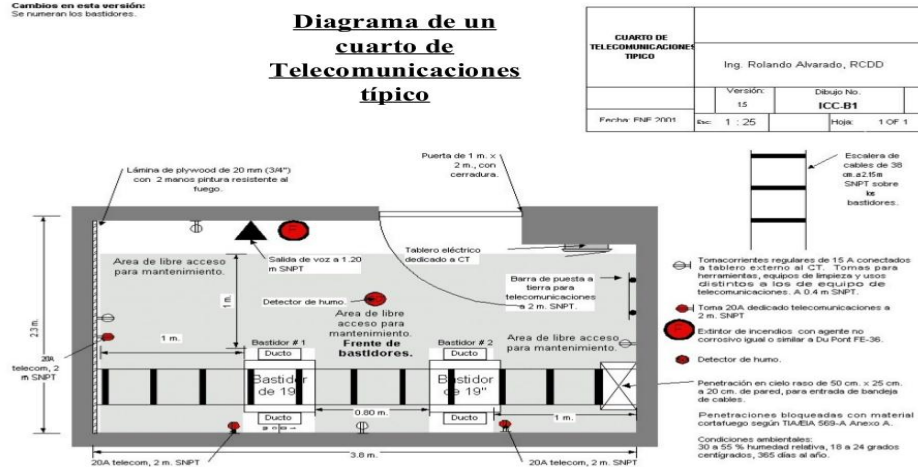 Cambios en esta versión:
Se numeran los bastidores.
Diagrama de un
cuarto de
Telecomunicaciones
típico
CUARTO DE
TELECOMUNICACIONES
TIPICO
Ing. Rolando Alvarado, RCDD
Versión:
Dibujo No.
ICC-B1
Fecha: ENE 2001
Esc:
1 : 25
Hoja:
1 OF 1
Lámina de plywood de 20 mm (3/4")
con 2 manos pintura resistente al
fuego.
Puerta de 1 m. x
2 m., con
cerradura.
Escalera de
cables de 38
cm. a 2.15m
SNPT sobre
los
bastidores.
Area de libre acceso
para mantenimiento.
Salida de voz a 1.20
m SNPT
Tablero eléctrico
dedicado a CT
Barra de puesta a
tierra para
telecomunicaciones
a 2 m. SNPT
Detector de humo.
Area de libre
acceso para
mantenimiento.
Frente de
bastidores.
Area de libre acceso
para mantenimiento.
2.3 m.
1 m.
1 m.
20A
telecom, 2
m SNPT
Bastidor # 1
Bastidor # 2
Ducto
Ducto
Bastidor
de 19"
Bastidor
de 19"
Ducto
Ducto
0.80 m.
1 m.
20A telecom, 2 m. SNPT
3.8 m.
20A telecom, 2 m. SNPT
Tomacorrientes regulares de 15 A conectados
a tablero externo al CT. Tomas para
herramientas, equipos de limpieza y usos
distintos a los de equipo de
telecomunicaciones. A 0.4 m SNPT.
Toma 20A dedicado telecomunicaciones a
2 m. SNPT
Extintor de incendios con agente no
corrosivo igual o similar a Du Pont FE-36.
Detector de humo.
Penetración en cielo raso de 50 cm. x 25 cm.
a 20 cm. de pared, para entrada de bandeja
de cables.
Penetraciones bloqueadas con material
cortafuego según TIA/EIA 569-A Anexo A.
Condiciones ambientales:
30 a 55 % humedad relativa, 18 a 24 grados
centígrados, 365 días al año.